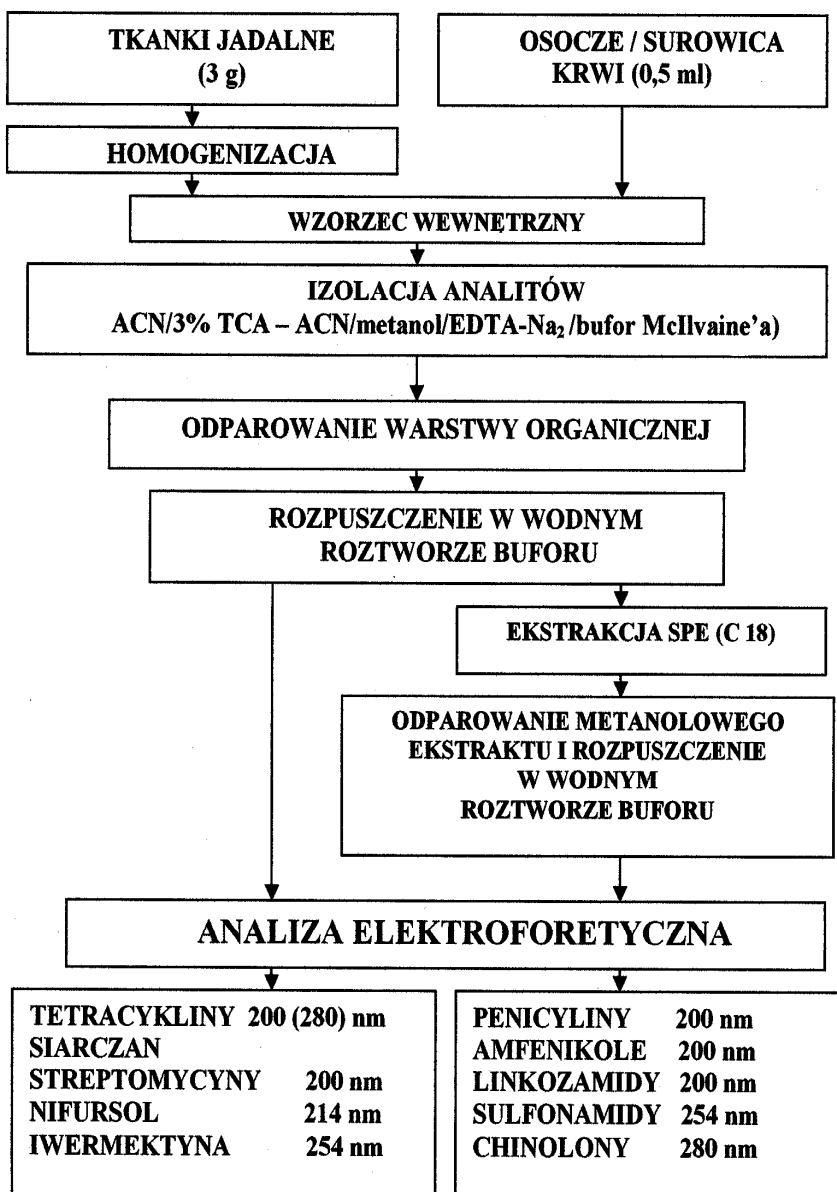 TKANKI JADALNE
(3 g)
OSOCZE / SUROWICA
KRWI (0,5 ml)
HOMOGENIZACJA
WZORZEC WEWNĘTRZNY
IZOLACJA ANALITÓW
ACN/3% TCA – ACN/metanol/EDTA-Na₂ /bufor McIlvaine’a)
ODPAROWANIE WARSTWY ORGANICZNEJ
ROZPUSZCZENIE W WODNYM
ROZTWORZE BUFORU
EKSTRAKCJA SPE (C 18)
ODPAROWANIE METANOLOWEGO
EKSTRAKTU I ROZPUSZCZENIE
W WODNYM
ROZTWORZE BUFORU
ANALIZA ELEKTROFORETYCZNA
TETRACYKLINY 200 (280) nm
SIARCZAN
STREPTOMYCYNY 200 nm
NIFURSOL 214 nm
IWERMEKTYNA 254 nm
PENICYLINY 200 nm
AMFENIKOLE 200 nm
LINKOZAMIDY 200 nm
SULFONAMIDY 254 nm
CHINOLONY 280 nm